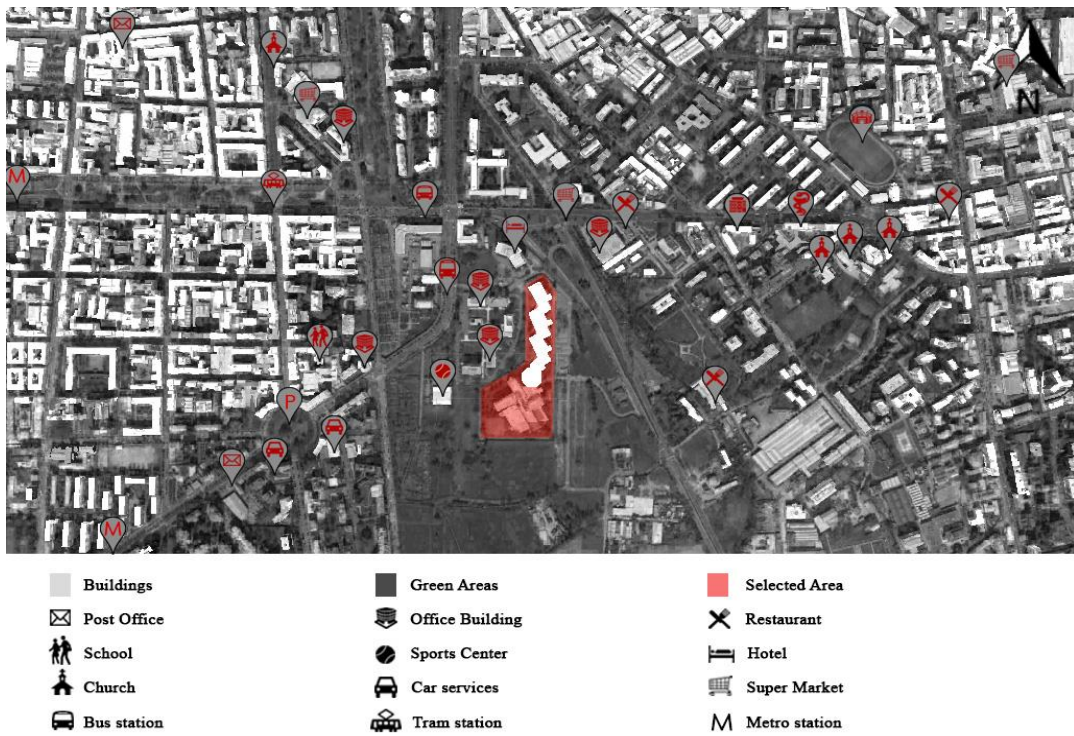 M
N
P
M
Buildings Green Areas Selected Area
Post Office Office Building Restaurant
School Sports Center Hotel
Church Car services Super Market
Bus station Tram station M Metro station